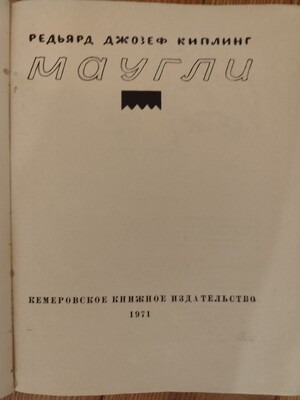 РЕДЬЯРД ДЖОЗЕФ КИПЛИНГ
МАУГЛИ
КЕМЕРОВСКОЕ КНИЖНОЕ ИЗДАТЕЛЬСТВО
1971